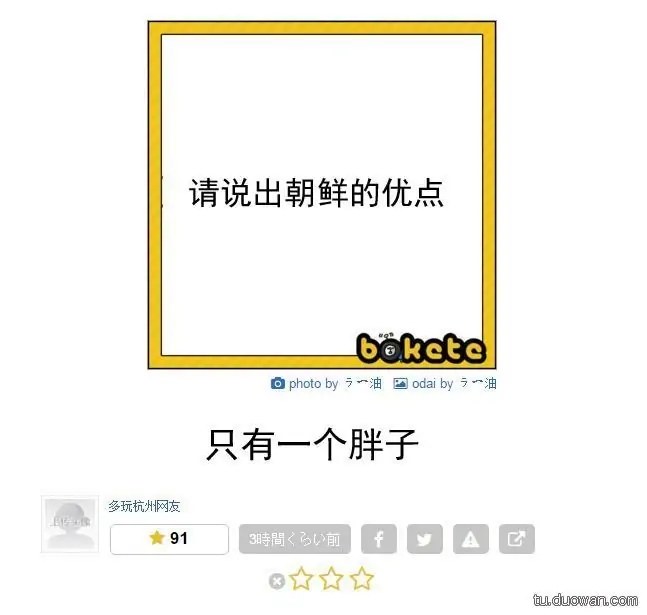 请说出朝鲜的优点
bokete
photo by ラー油 odai by ラー油
只有一个胖子
多玩杭州网友
91 3時間くらい前
tu.duowan.com